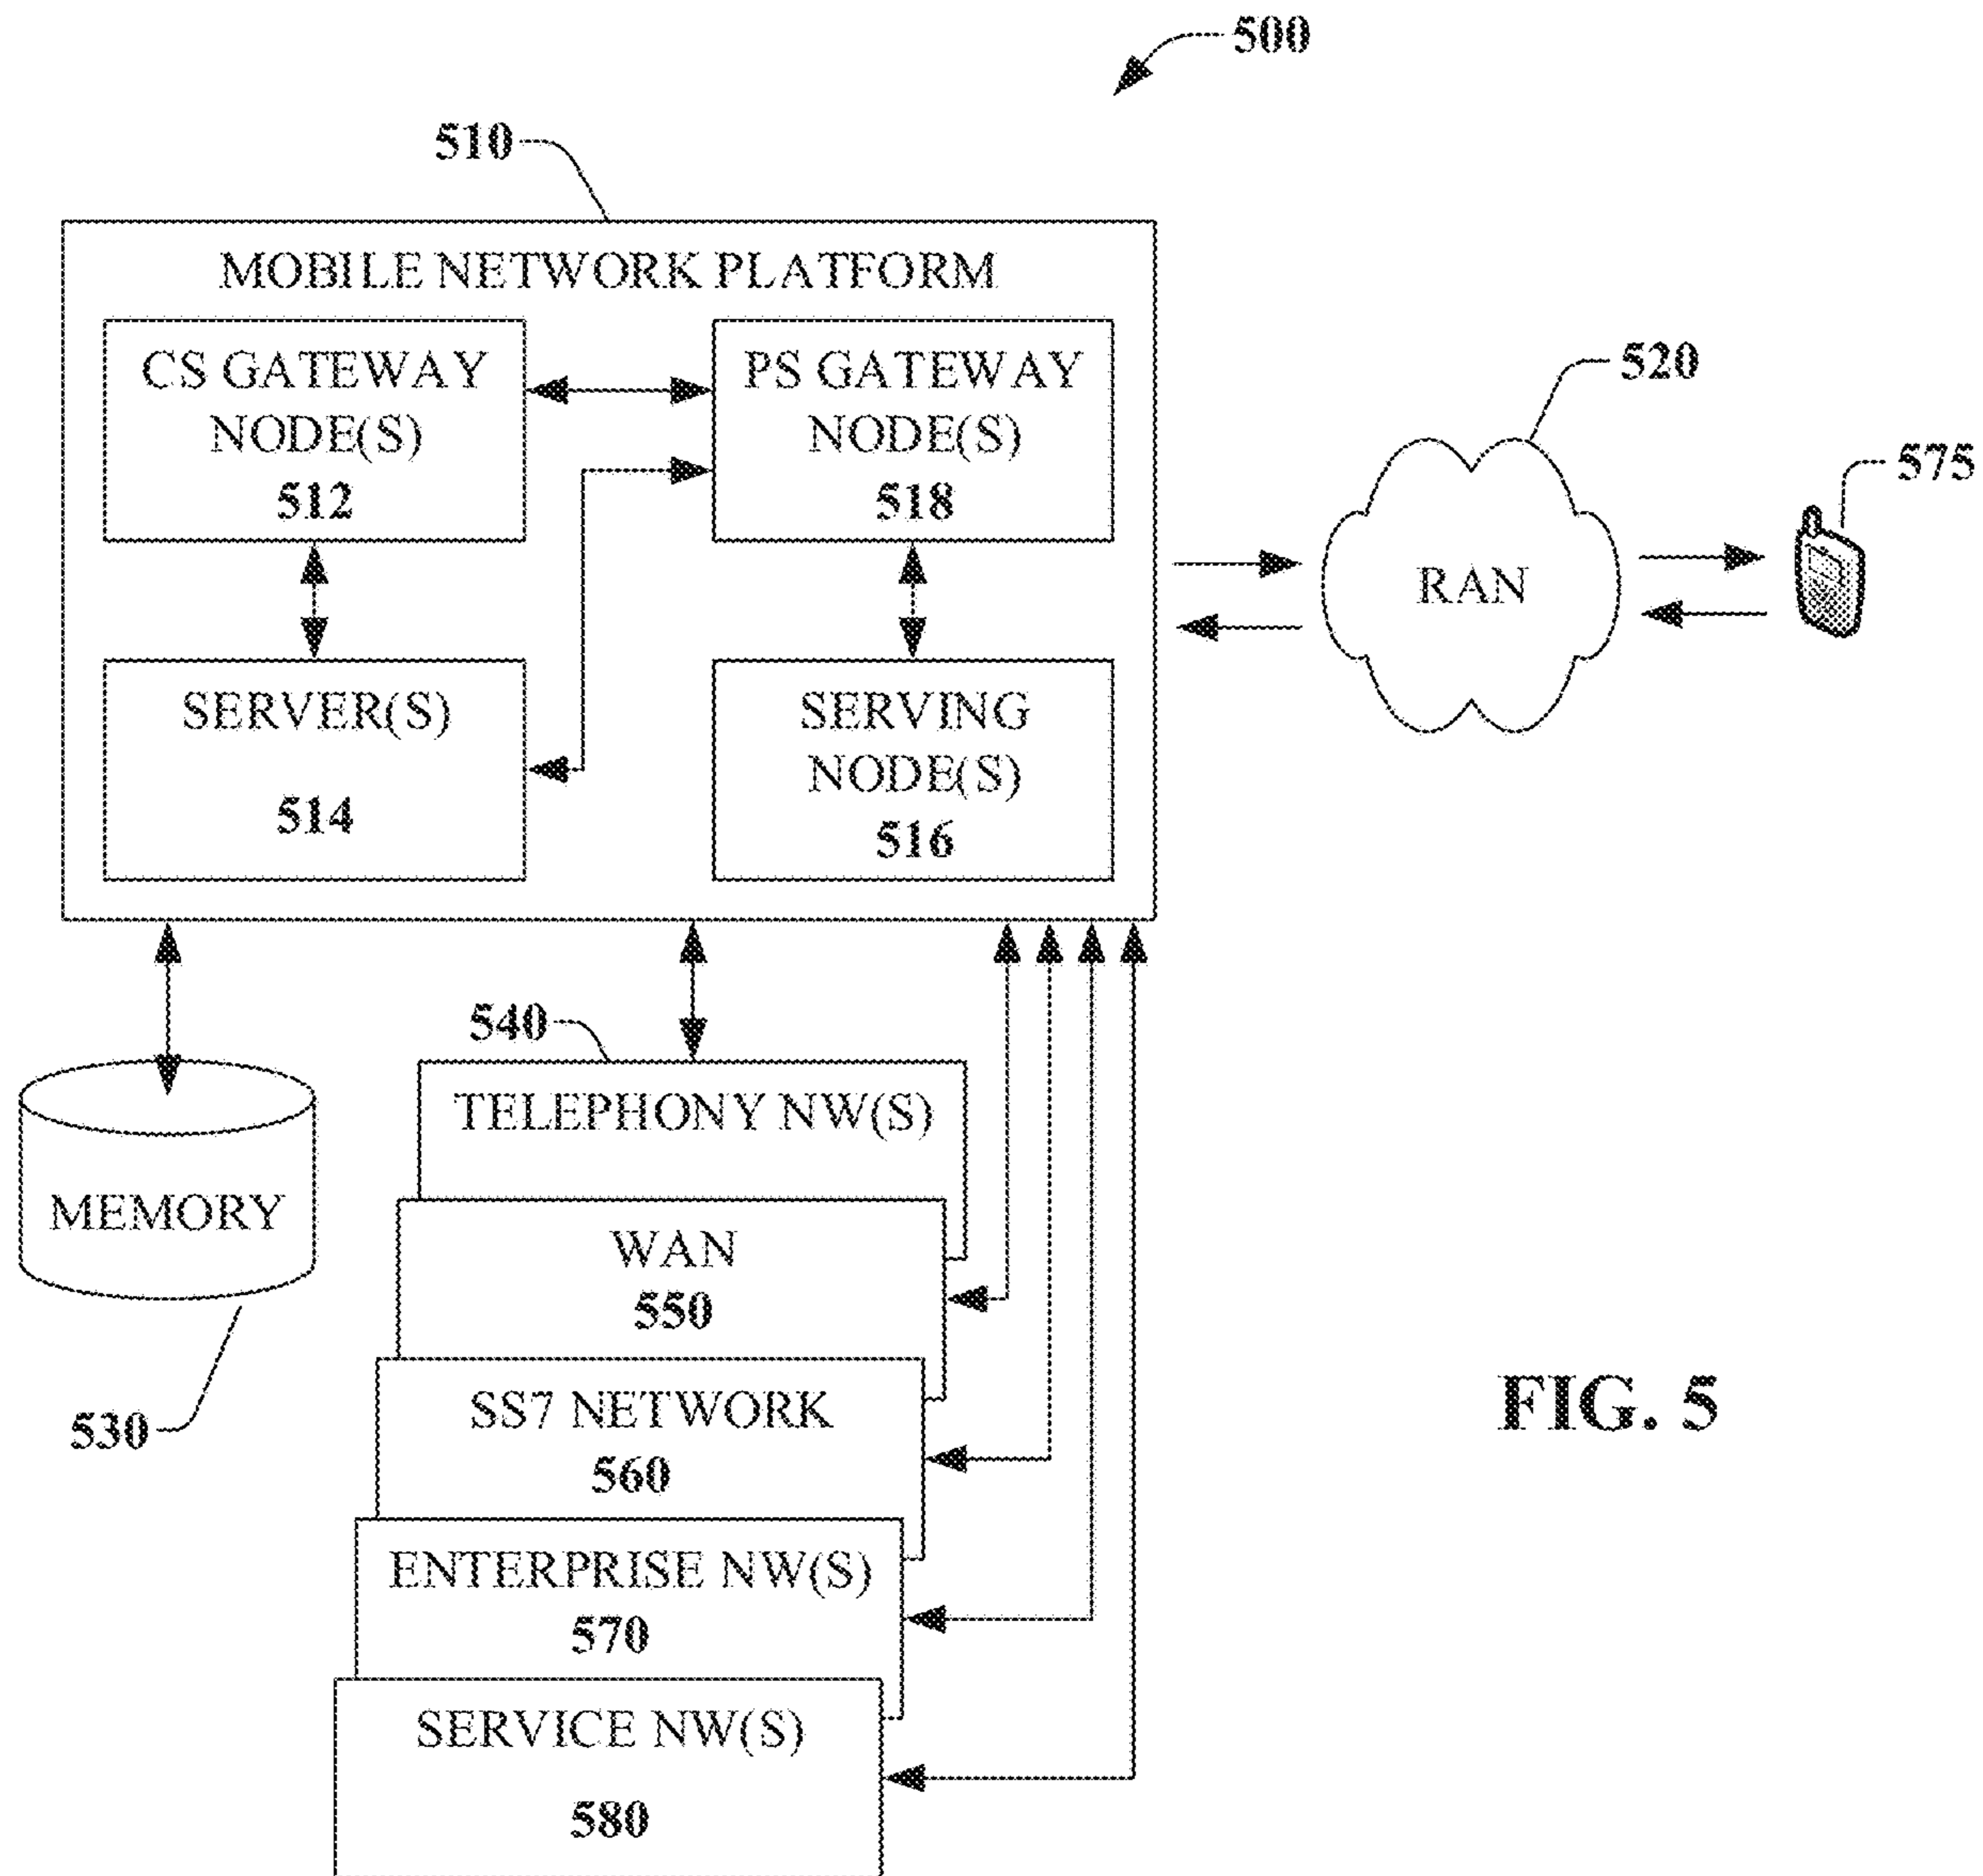 500
510
MOBILE NETWORK PLATFORM
CS GATEWAY
NODE(S)
512
PS GATEWAY
NODE(S)
518
SERVER(S)
514
SERVING
NODE(S)
516
520
RAN
575
540
TELEPHONY NW(S)
MEMORY
530
WAN
550
SS7 NETWORK
560
ENTERPRISE NW(S)
570
SERVICE NW(S)
580
FIG. 5